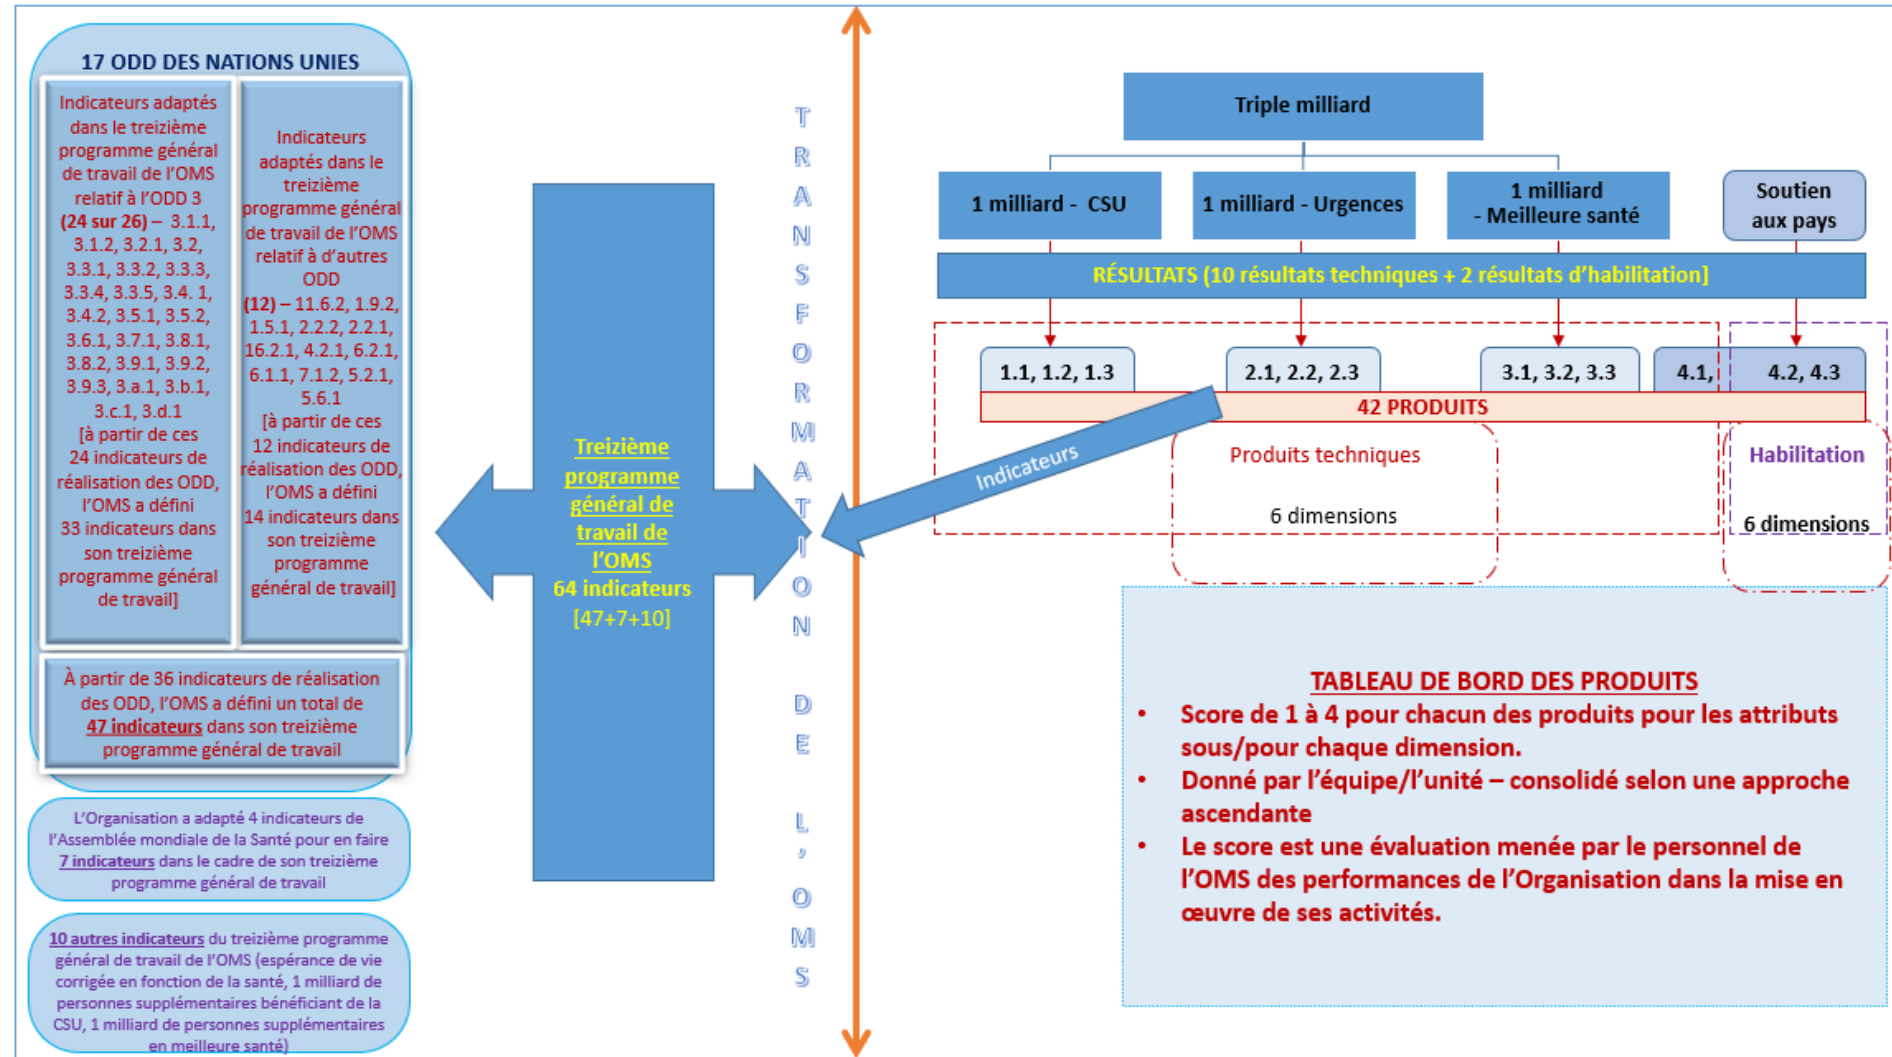 17 ODD DES NATIONS UNIES
Indicateurs adaptés
dans le treizième
programme général
de travail de l'OMS
relatif à l'ODD 3
(24 sur 26) – 3.1.1,
3.1.2, 3.2.1, 3.2,
3.3.1, 3.3.2, 3.3.3,
3.3.4, 3.3.5, 3.4. 1,
3.4.2, 3.5.1, 3.5.2,
3.6.1, 3.7.1, 3.8.1,
3.8.2, 3.9.1, 3.9.2,
3.9.3, 3.a.1, 3.b.1,
3.c.1, 3.d.1
[à partir de ces
24 indicateurs de
réalisation des ODD,
l'OMS a défini
33 indicateurs dans
son treizième
programme général
de travail]
Indicateurs
adaptés dans le
treizième
programme général
de travail de l'OMS
relatif à d'autres
ODD
(12) – 11.6.2, 1.9.2,
1.5.1, 2.2.2, 2.2.1,
16.2.1, 4.2.1, 6.2.1,
6.1.1, 7.1.2, 5.2.1,
5.6.1
[à partir de ces
12 indicateurs de
réalisation des ODD,
l'OMS a défini
14 indicateurs dans
son treizième
programme
général de travail]
À partir de 36 indicateurs de réalisation
des ODD, l'OMS a défini un total de
47 indicateurs dans son treizième
programme général de travail
L'Organisation a adapté 4 indicateurs de
l'Assemblée mondiale de la Santé pour en faire
7 indicateurs dans le cadre de son treizième
programme général de travail
10 autres indicateurs du treizième programme
général de travail de l'OMS (espérance de vie
corrigée en fonction de la santé, 1 milliard de
personnes supplémentaires bénéficiant de la
CSU, 1 milliard de personnes supplémentaires
en meilleure santé)
Treizième
programme
général de
travail de
l'OMS
64 indicateurs
[47+7+10]
TRANSFORMATION DE L'OMS
Triple milliard
1 milliard - CSU
1 milliard - Urgences
1 milliard
- Meilleure santé
Soutien
aux pays
RÉSULTATS (10 résultats techniques + 2 résultats d'habilitation]
1.1, 1.2, 1.3
2.1, 2.2, 2.3
3.1, 3.2, 3.3
4.1,
4.2, 4.3
42 PRODUITS
Indicateurs
Produits techniques
6 dimensions
Habilitation
6 dimensions
TABLEAU DE BORD DES PRODUITS
• Score de 1 à 4 pour chacun des produits pour les attributs
sous/pour chaque dimension.
• Donné par l'équipe/l'unité – consolidé selon une approche
ascendante
• Le score est une évaluation menée par le personnel de
l'OMS des performances de l'Organisation dans la mise en
œuvre de ses activités.